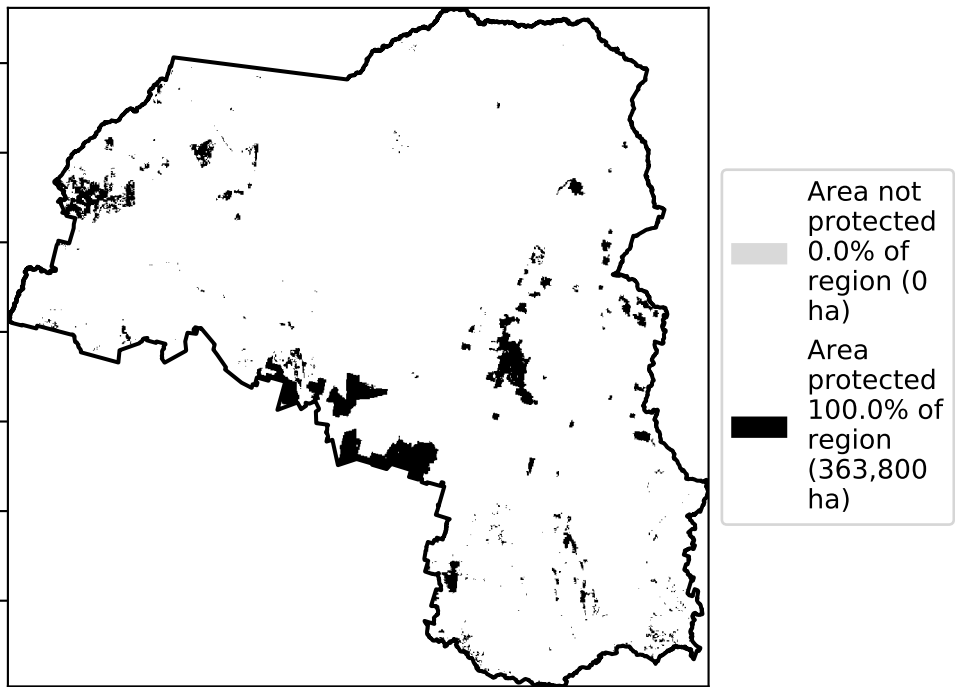 Area not
protected
0.0% of
region (0
ha)
Area
protected
100.0% of
region
(363,800
ha)